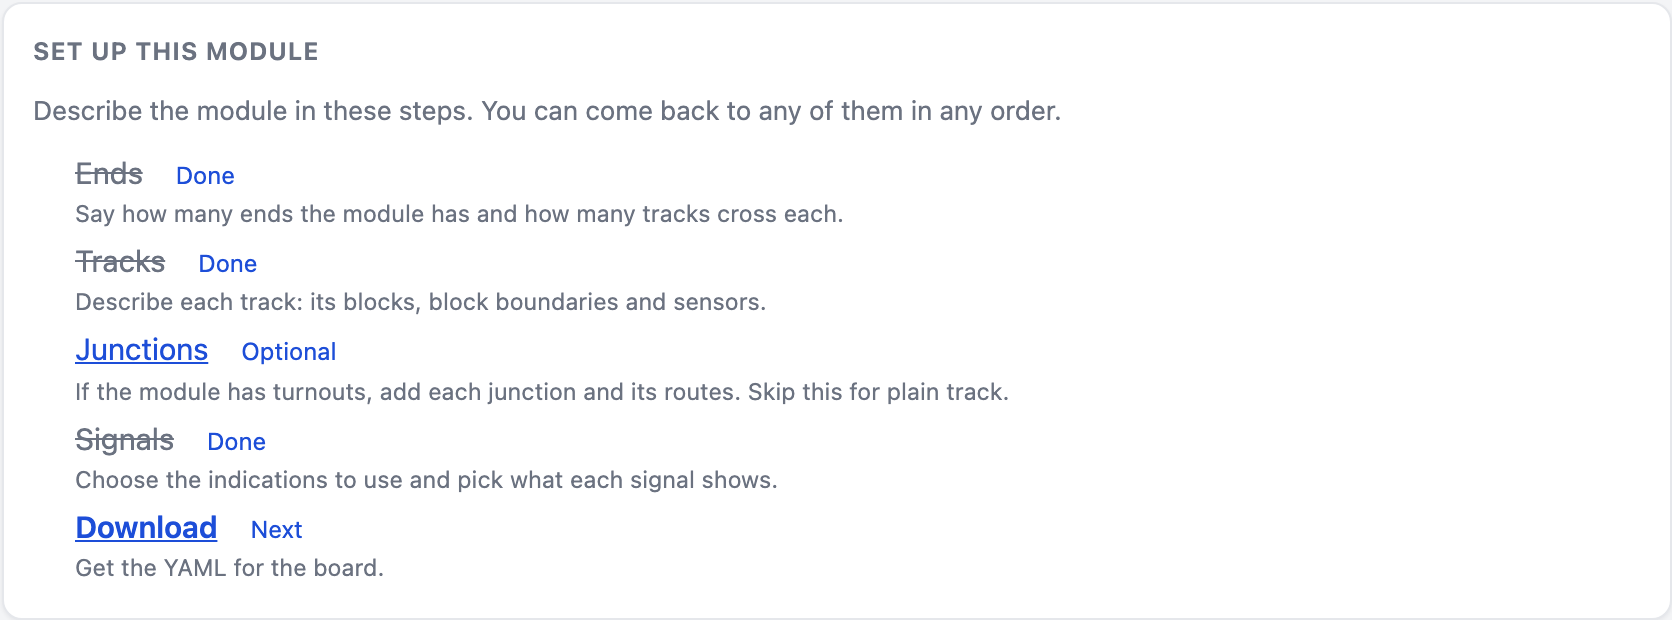 SET UP THIS MODULE
Describe the module in these steps. You can come back to any of them in any order.
Ends Done
Say how many ends the module has and how many tracks cross each.
Tracks Done
Describe each track: its blocks, block boundaries and sensors.
Junctions Optional
If the module has turnouts, add each junction and its routes. Skip this for plain track.
Signals Done
Choose the indications to use and pick what each signal shows.
Download Next
Get the YAML for the board.